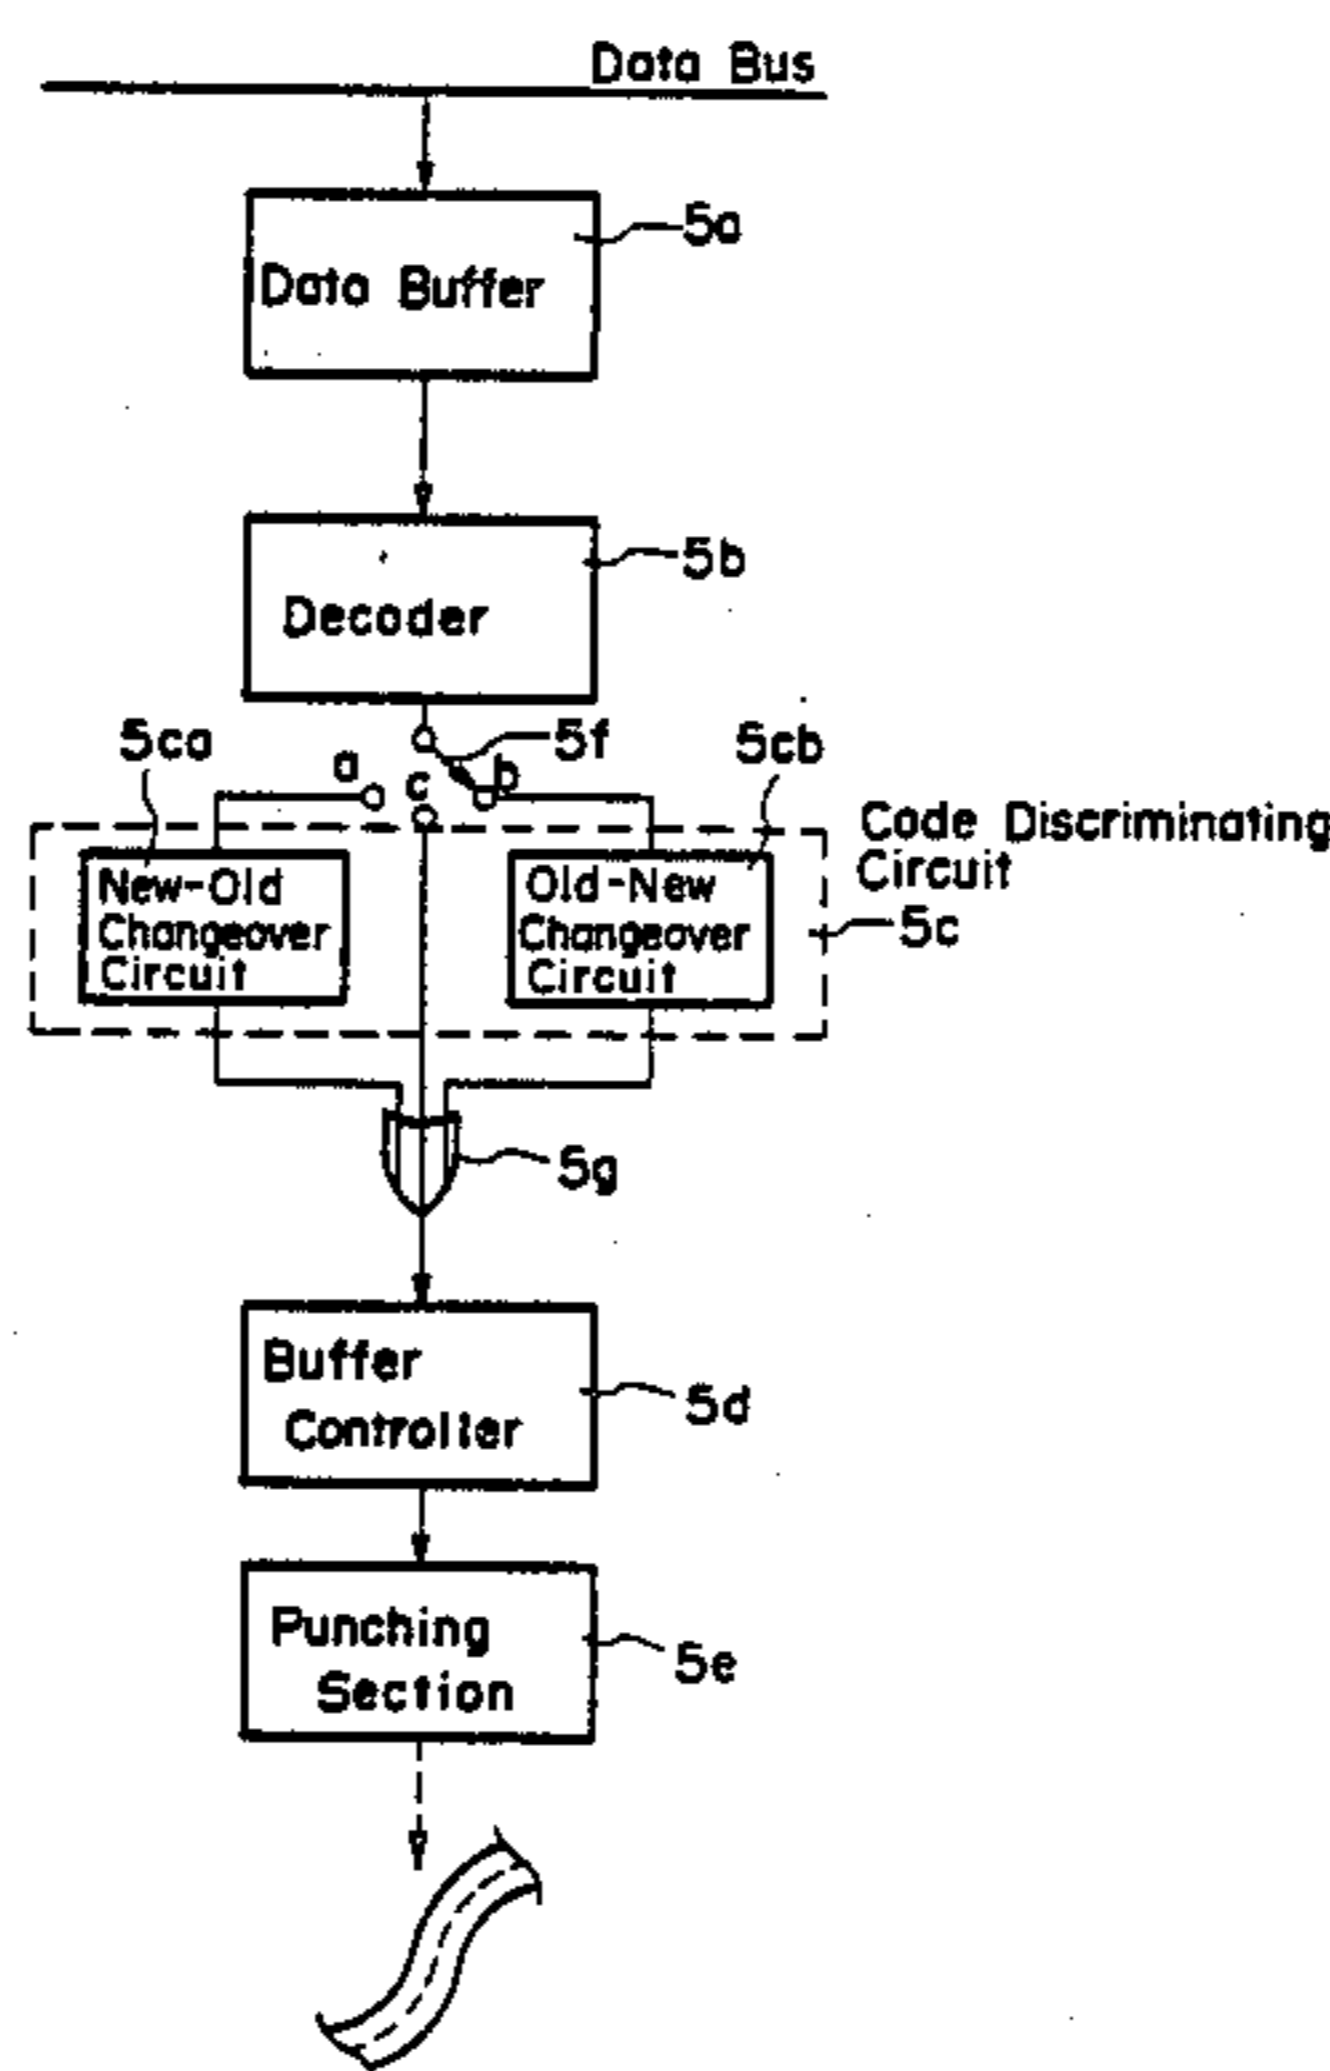 Data Bus
5a
Data Buffer
5b
Decoder
5ca
5f
5cb
a
c
b
Code Discriminating
Circuit
5c
New-Old
Changeover
Circuit
Old-New
Changeover
Circuit
5g
Buffer
Controller
5d
Punching
Section
5e